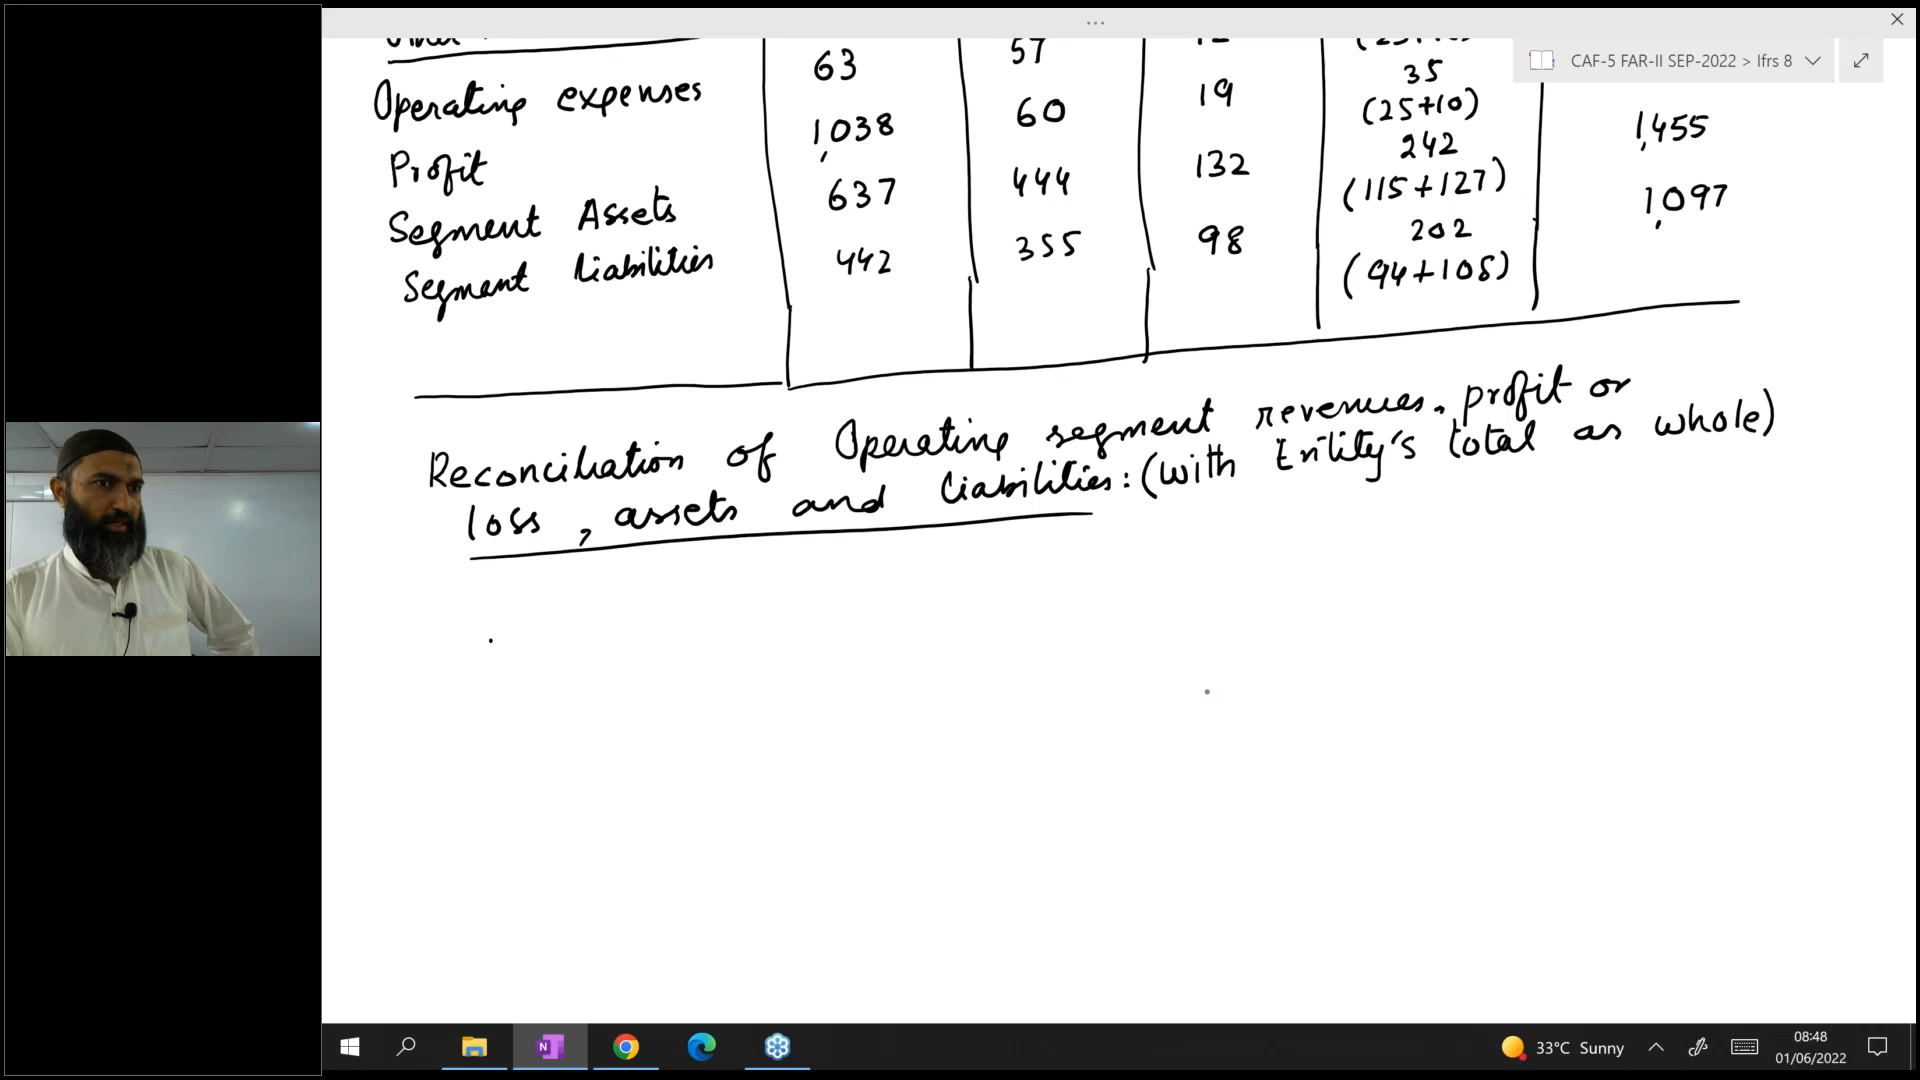 CAF-5 FAR-II SEP-2022 > Ifrs 8
57
63
35
Operating expenses 1,038 60 19 (25+10)
242
Profit 637 444 132 (115+127) 1,455
202
Segment Assets 442 355 98 (94+108) 1,097
Segment liabilities
Reconciliation of Operating segment revenues, profit or
loss, assets and liabilities: (with Entity's total as whole)
N
33°C Sunny
08:48
01/06/2022